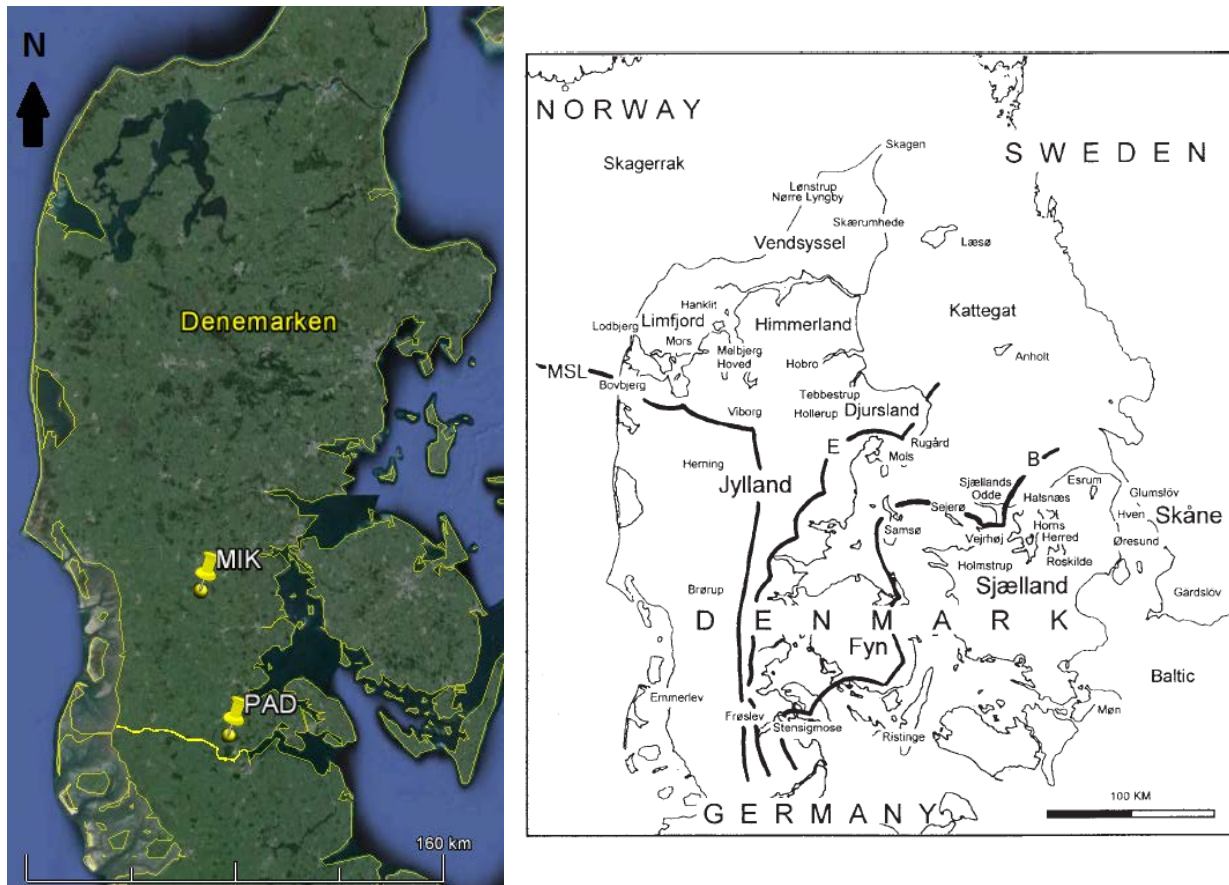 N
Denemarken
MIK
PAD
160 km
NORWAY
SWEDEN
Skagerrak
Skagen
Lønstrup
Nørre Lyngby
Skærumhede
Vendsyssel
Læsø
Hanklit
Limfjord
Himmerland
Kattegat
Lodbjerg
Mors
Melbjerg
Hoved
Hobro
Anholt
MSL
Bovbjerg
Tebbestrup
Viborg
Hollerup
Djursland
E
Rugård
Mols
B
Herning
Jylland
Sjællands
Odde
Halsnæs
Esrum
Glumslöv
Sejerø
Hven
Skåne
Samsø
Vejrhøj
Horns
Herred
Øresund
Holmstrup
Roskilde
Brørup
Sjælland
Gärdslöv
DENMARK
Fyn
Baltic
Emmerlev
Frøslev
Stensigmose
Ristinge
Møn
GERMANY
100 KM